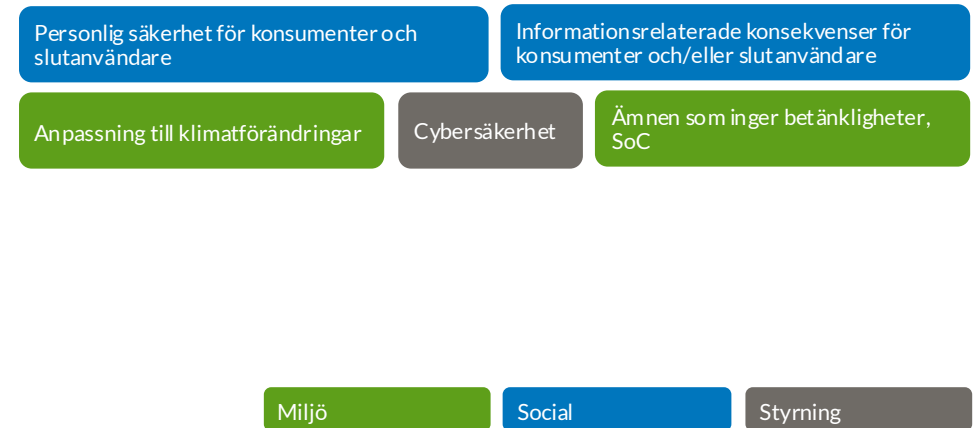 Personlig säkerhet för konsumenter och
slutanvändare
Informationsrelaterade konsekvenser för
konsumenter och/eller slutanvändare
Anpassning till klimatförändringar
Cybersäkerhet
Ämnen som inger betänkligheter,
SoC
Miljö
Social
Styrning